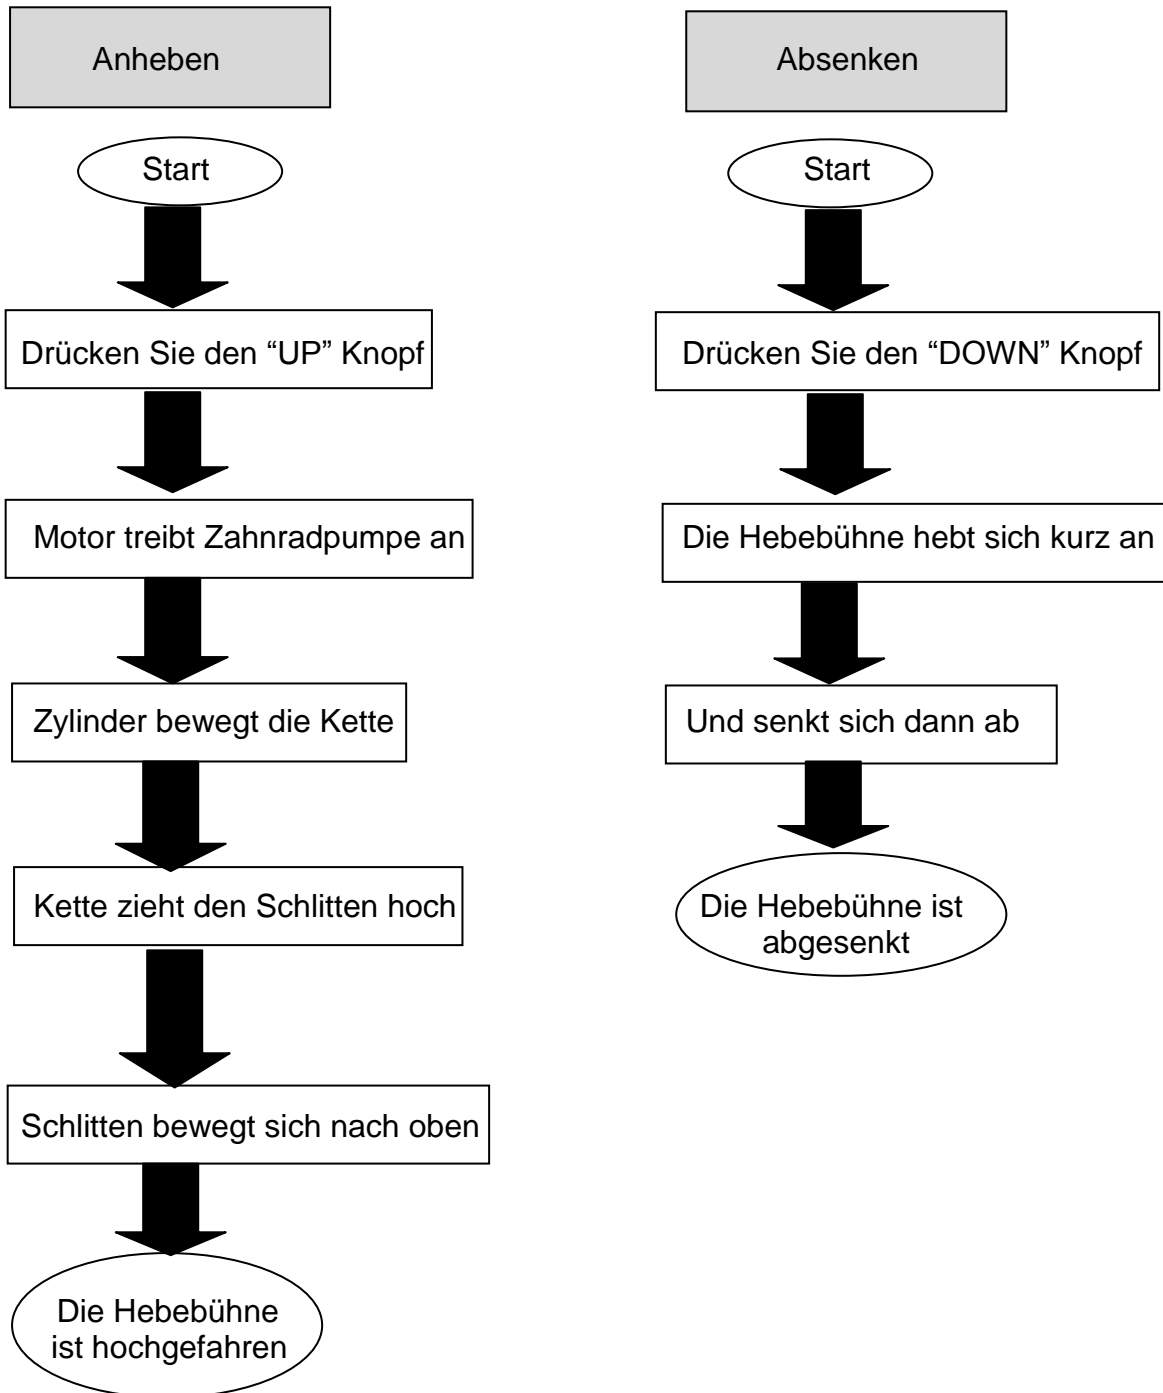 Anheben
Start
Drücken Sie den “UP” Knopf
Motor treibt Zahnradpumpe an
Zylinder bewegt die Kette
Kette zieht den Schlitten hoch
Schlitten bewegt sich nach oben
Die Hebebühne
ist hochgefahren
Absenken
Start
Drücken Sie den “DOWN” Knopf
Die Hebebühne hebt sich kurz an
Und senkt sich dann ab
Die Hebebühne ist
abgesenkt